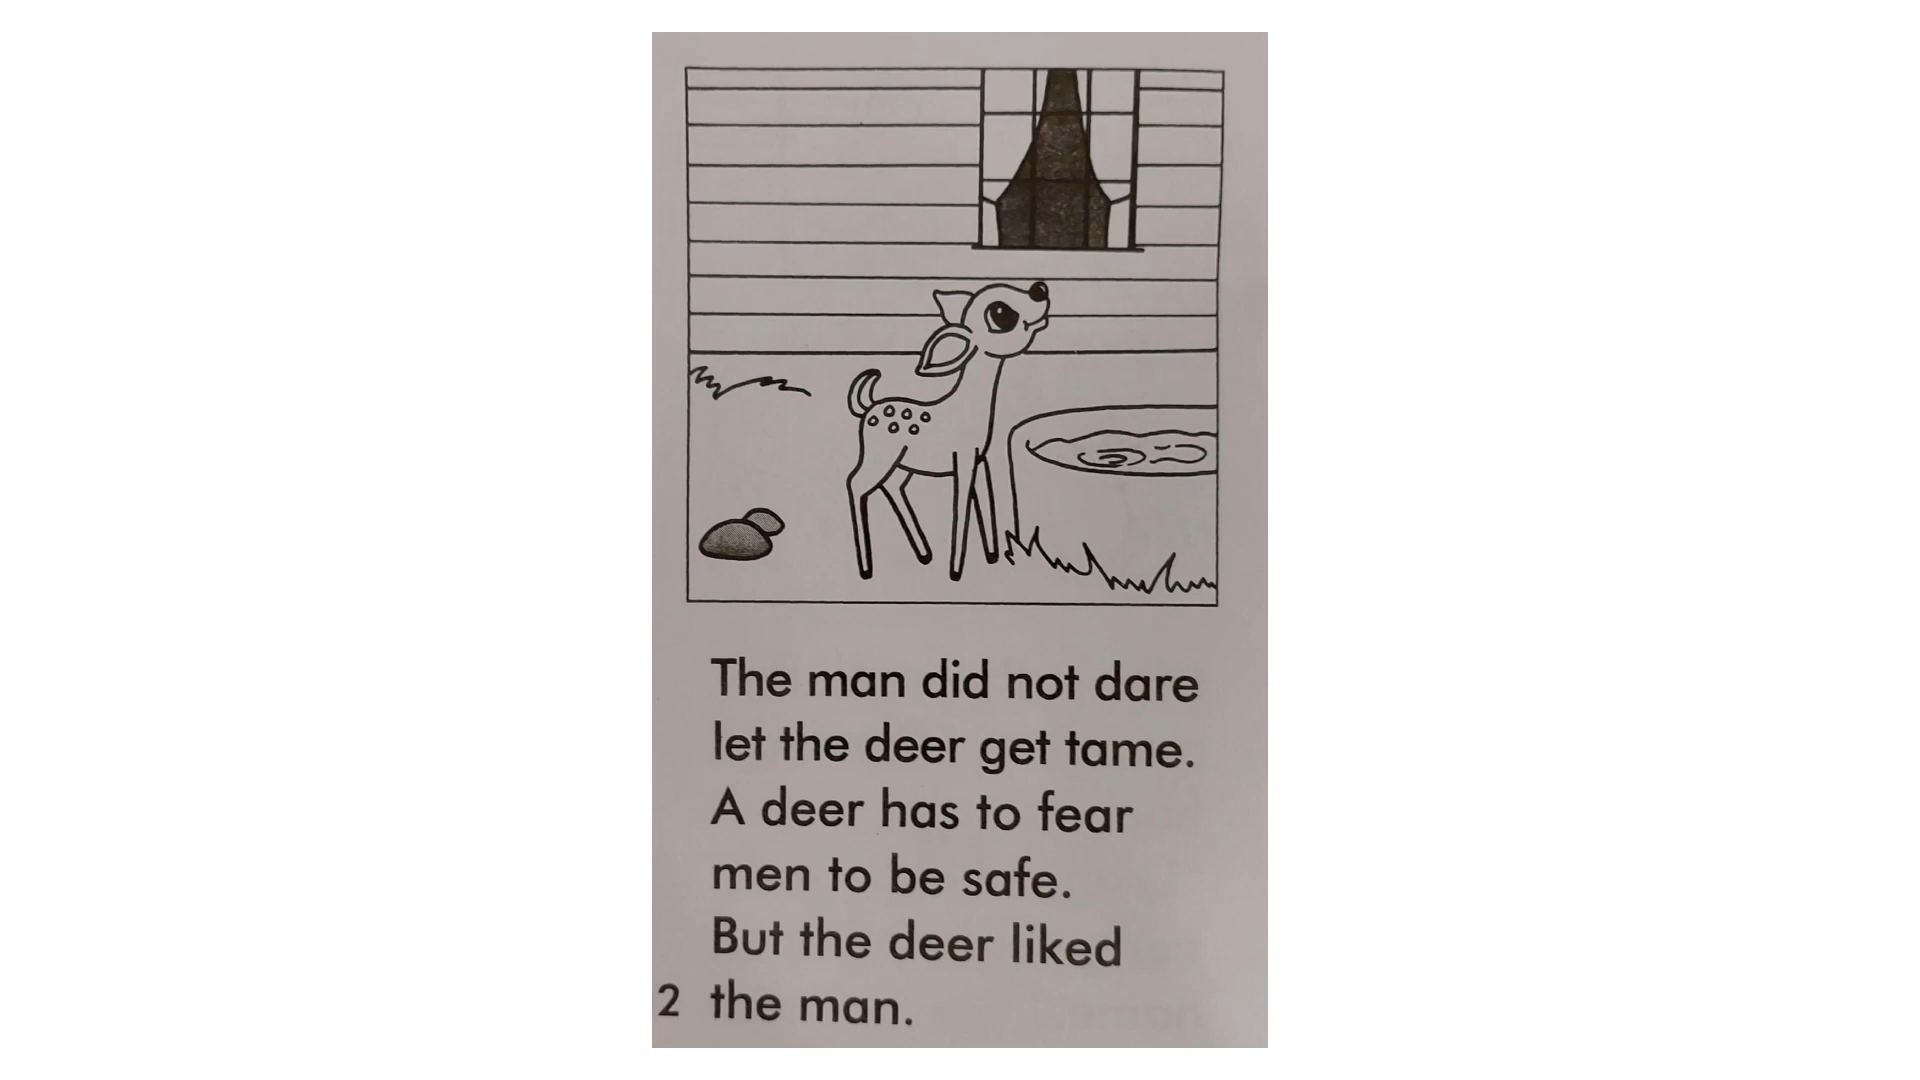 The man did not dare
let the deer get tame.
A deer has to fear
men to be safe.
But the deer liked
2 the man.